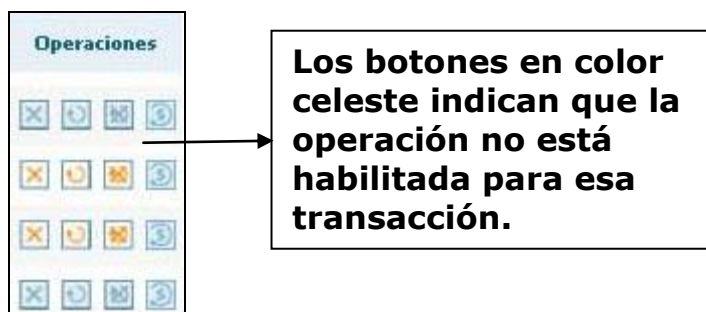 Operaciones
Los botones en color
celeste indican que la
operación no está
habilitada para esa
transacción.